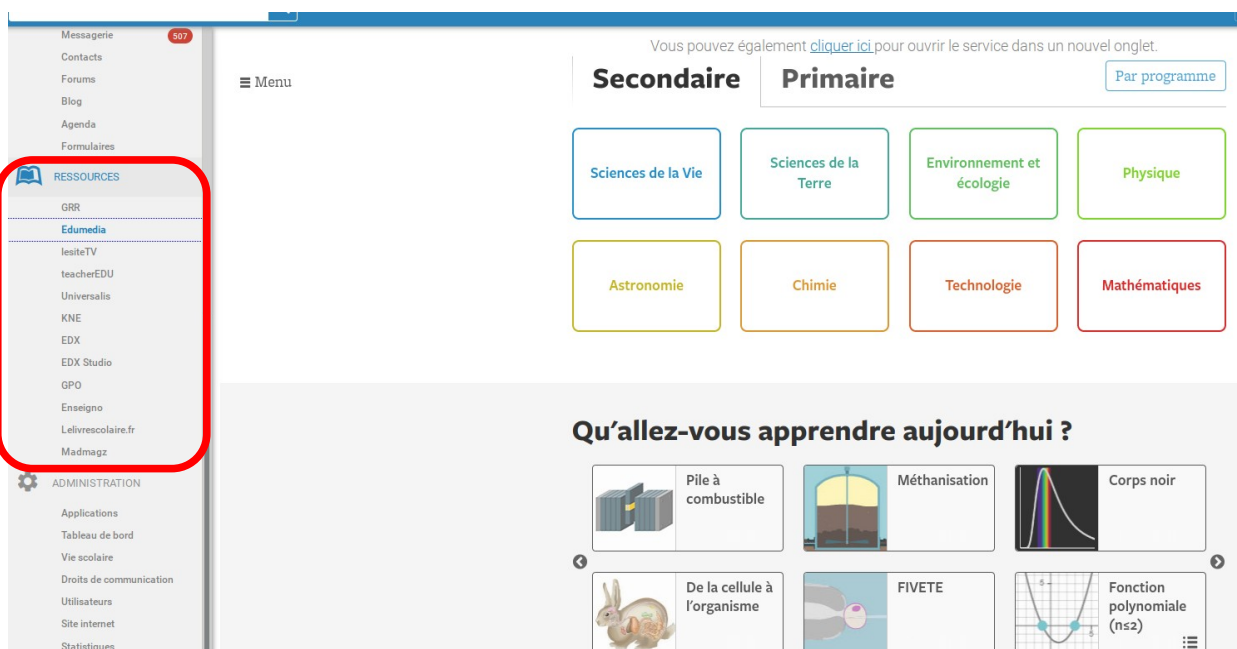 Messagerie 507
Contacts
Forums
Blog
Agenda
Formulaires
RESSOURCES
GRR
Edumedia
lesiteTV
teacherEDU
Universalis
KNE
EDX
EDX Studio
GPO
Enseigno
Lelivrescolaire.fr
Madmagz
ADMINISTRATION
Applications
Tableau de bord
Vie scolaire
Droits de communication
Utilisateurs
Site internet
Statistiques
Vous pouvez également cliquer ici pour ouvrir le service dans un nouvel onglet.
Menu
Secondaire Primaire Par programme
Sciences de la Vie
Sciences de la
Terre
Environnement et
écologie
Physique
Astronomie
Chimie
Technologie
Mathématiques
Qu'allez-vous apprendre aujourd'hui ?
Pile à
combustible
Méthanisation
Corps noir
De la cellule à
l'organisme
FIVETE
Fonction
polynomiale
(n≤2)
5
5